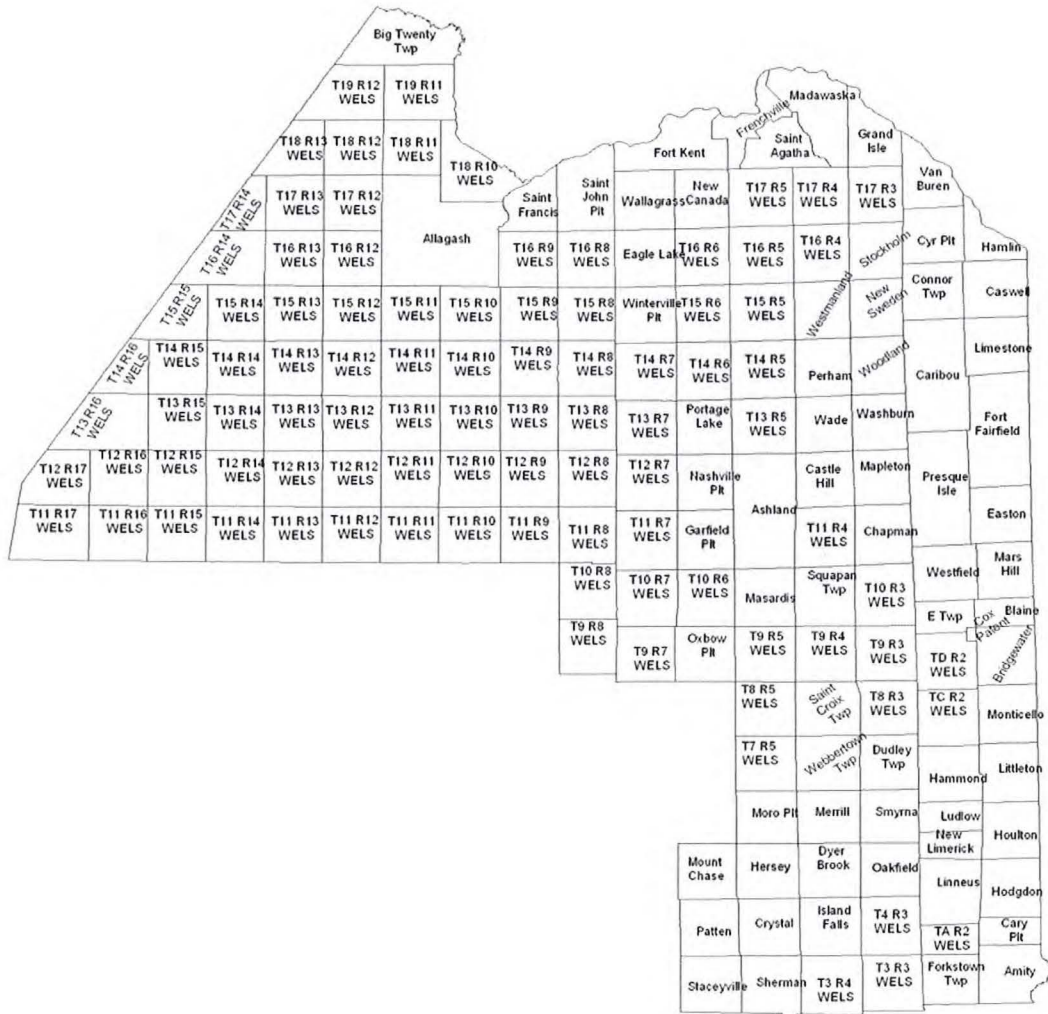 Big Twenty
Twp
T19 R12
WELS
T19 R11
WELS
Madawaska
Frenchville
Grand
Isle
Saint
Agatha
T18 R13
WELS
T18 R12
WELS
T18 R11
WELS
T18 R10
WELS
Fort Kent
Van
Buren
T17 R14
WELS
T17 R13
WELS
T17 R12
WELS
Allagash
Saint
Francis
Saint
John
Plt
Wallagrass
New
Canada
T17 R5
WELS
T17 R4
WELS
T17 R3
WELS
T16 R14
WELS
T16 R13
WELS
T16 R12
WELS
T16 R9
WELS
T16 R8
WELS
Eagle Lake
T16 R6
WELS
T16 R5
WELS
T16 R4
WELS
Stockholm
Cyr Plt
Hamlin
T15 R15
WELS
T15 R14
WELS
T15 R13
WELS
T15 R12
WELS
T15 R11
WELS
T15 R10
WELS
T15 R9
WELS
T15 R8
WELS
Winterville
Plt
T15 R6
WELS
T15 R5
WELS
Westmanland
New
Sweden
Connor
Twp
Caswell
T14 R16
WELS
T14 R15
WELS
T14 R14
WELS
T14 R13
WELS
T14 R12
WELS
T14 R11
WELS
T14 R10
WELS
T14 R9
WELS
T14 R8
WELS
T14 R7
WELS
T14 R6
WELS
T14 R5
WELS
Perham
Woodland
Caribou
Limestone
T13 R16
WELS
T13 R15
WELS
T13 R14
WELS
T13 R13
WELS
T13 R12
WELS
T13 R11
WELS
T13 R10
WELS
T13 R9
WELS
T13 R8
WELS
T13 R7
WELS
Portage
Lake
T13 R5
WELS
Wade
Washburn
Fort
Fairfield
T12 R17
WELS
T12 R16
WELS
T12 R15
WELS
T12 R14
WELS
T12 R13
WELS
T12 R12
WELS
T12 R11
WELS
T12 R10
WELS
T12 R9
WELS
T12 R8
WELS
T12 R7
WELS
Nashville
Plt
Ashland
Castle
Hill
Mapleton
Presque
Isle
T11 R17
WELS
T11 R16
WELS
T11 R15
WELS
T11 R14
WELS
T11 R13
WELS
T11 R12
WELS
T11 R11
WELS
T11 R10
WELS
T11 R9
WELS
T11 R8
WELS
T11 R7
WELS
Garfield
Plt
T11 R4
WELS
Chapman
Easton
T10 R8
WELS
T10 R7
WELS
T10 R6
WELS
Masardis
Squapan
Twp
T10 R3
WELS
Westfield
Mars
Hill
E Twp
Cox
Patent
Blaine
T9 R8
WELS
T9 R7
WELS
Oxbow
Plt
T9 R5
WELS
T9 R4
WELS
T9 R3
WELS
TD R2
WELS
Bridgewater
T8 R5
WELS
Saint
Croix
Twp
T8 R3
WELS
TC R2
WELS
Monticello
T7 R5
WELS
Webbertown
Twp
Dudley
Twp
Hammond
Littleton
Moro Plt
Merrill
Smyrna
Ludlow
New
Limerick
Houlton
Mount
Chase
Hersey
Dyer
Brook
Oakfield
Linneus
Hodgdon
Patten
Crystal
Island
Falls
T4 R3
WELS
TA R2
WELS
Cary
Plt
Staceyville
Sherman
T3 R4
WELS
T3 R3
WELS
Forkstown
Twp
Amity